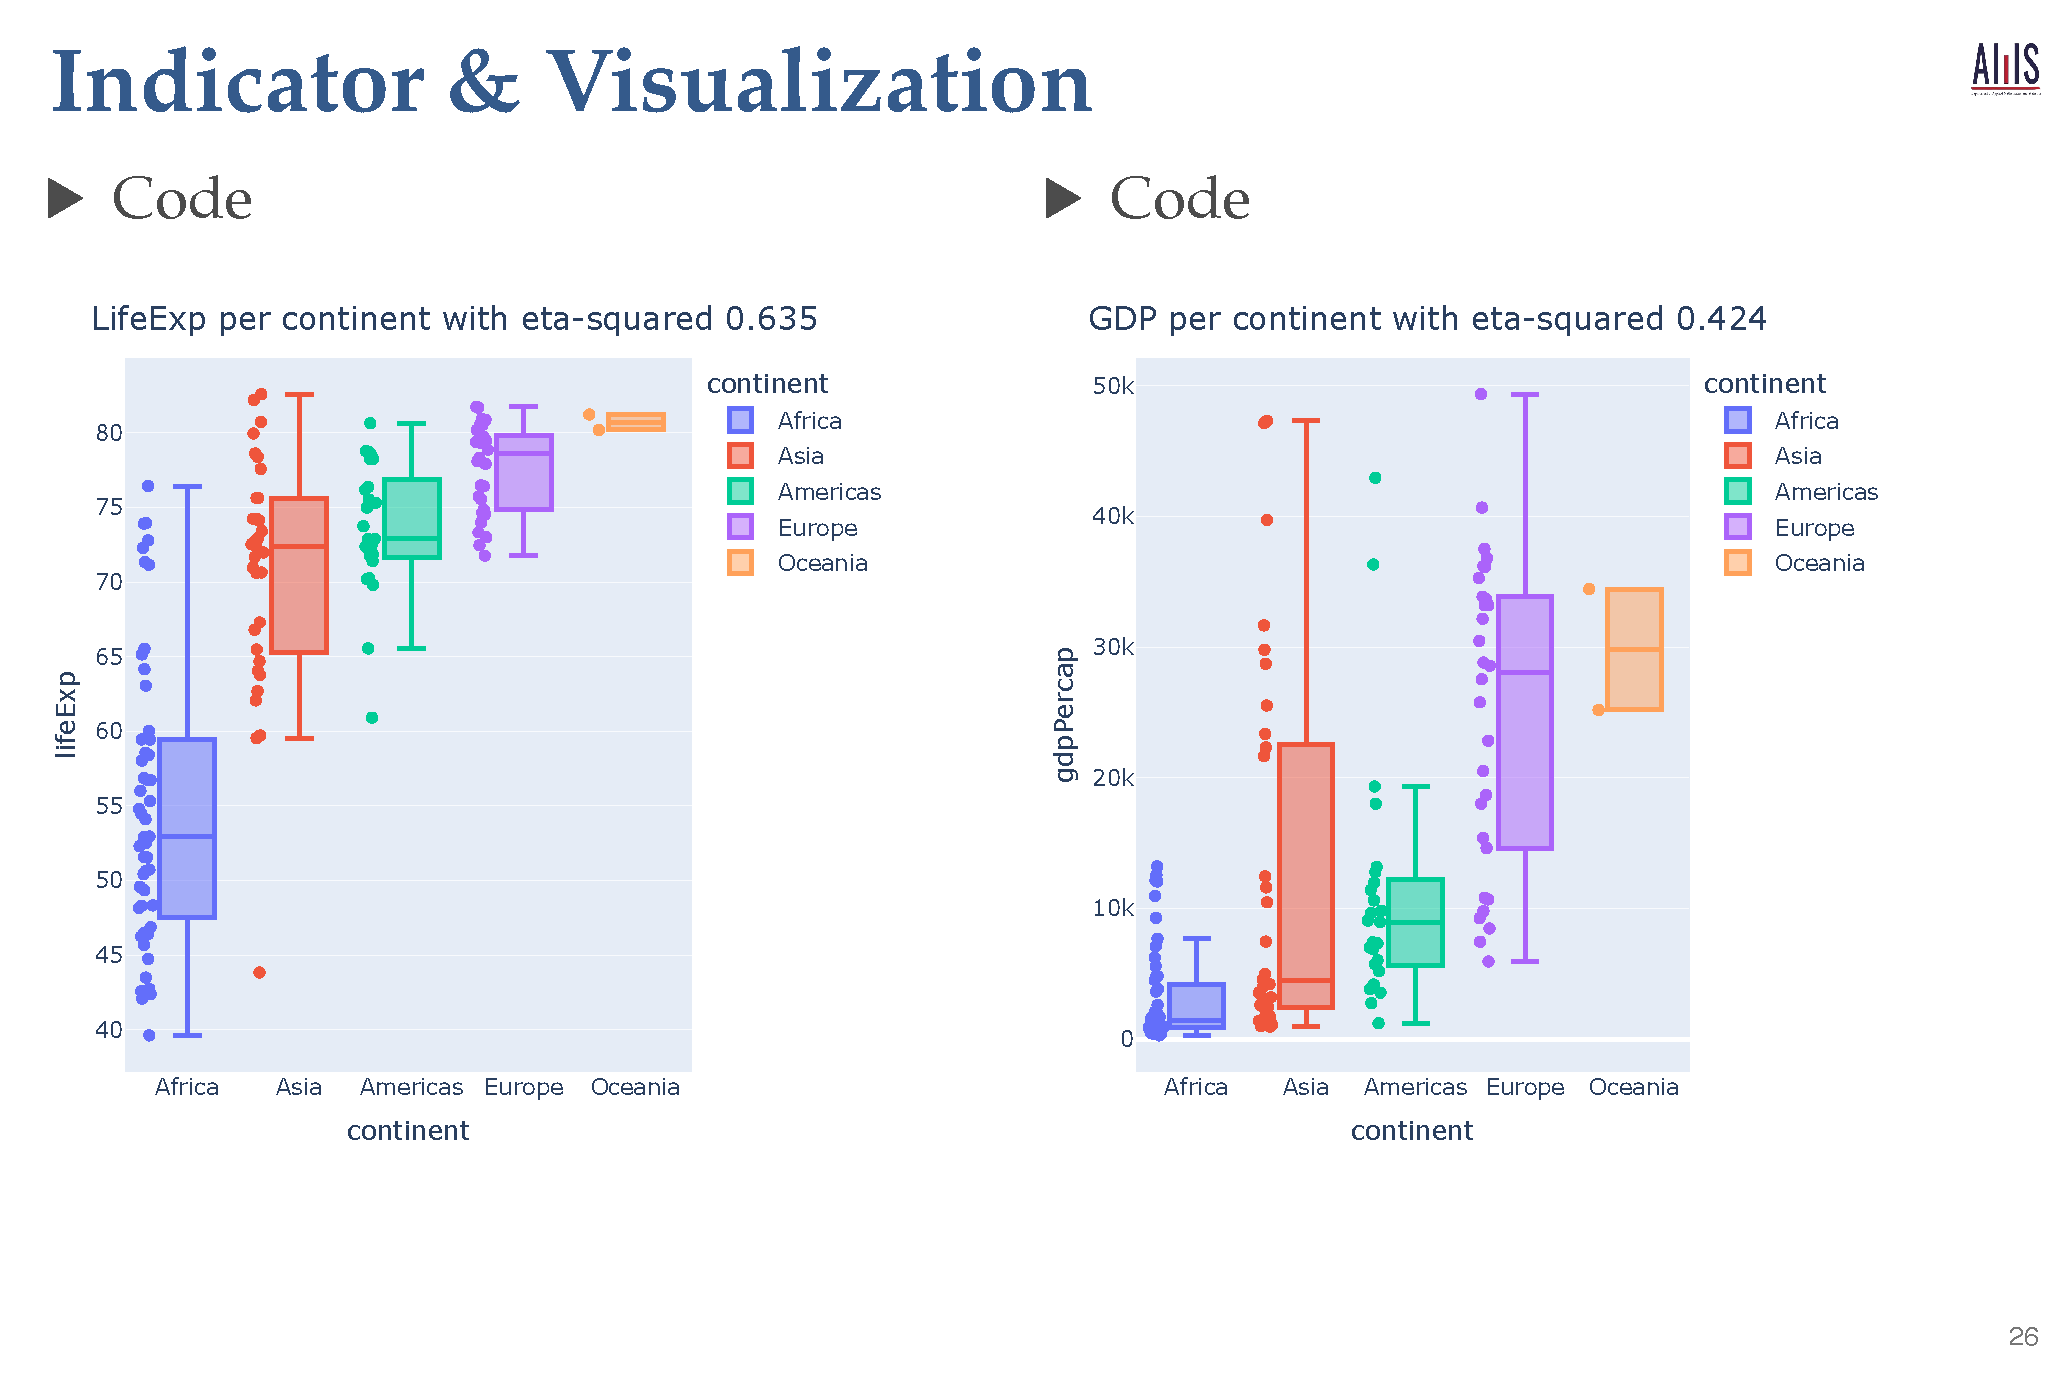 Indicator & Visualization
AIMS
▶ Code
LifeExp per continent with eta-squared 0.635
lifeExp
80
75
70
65
60
55
50
45
40
Africa Asia Americas Europe Oceania
continent
continent
Africa
Asia
Americas
Europe
Oceania
▶ Code
GDP per continent with eta-squared 0.424
gdpPercap
50k
40k
30k
20k
10k
0
Africa Asia Americas Europe Oceania
continent
continent
Africa
Asia
Americas
Europe
Oceania
26